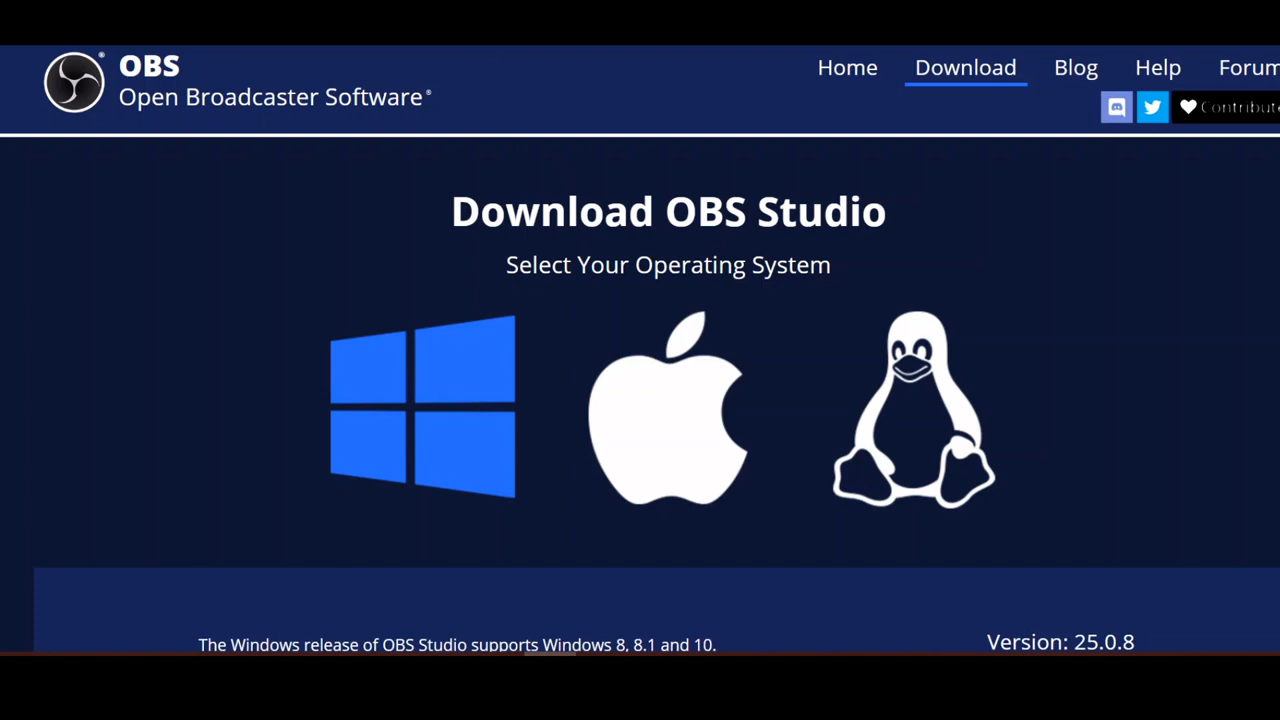 OBS
Open Broadcaster Software®
Home Download Blog Help Forum
Contribute
Download OBS Studio
Select Your Operating System
The Windows release of OBS Studio supports Windows 8, 8.1 and 10.
Version: 25.0.8